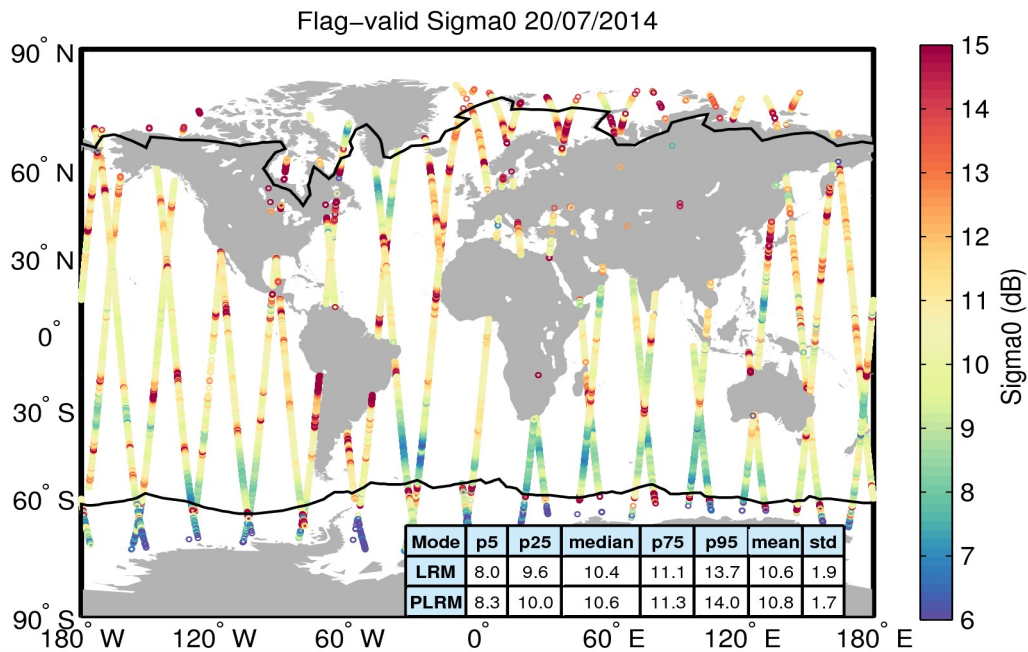 Flag-valid Sigma0 20/07/2014
90° N
60° N
30° N
0°
30° S
60° S
90° S
180° W
120° W
60° W
0°
60° E
120° E
180° E
15
14
13
12
11
10
9
8
7
6
Sigma0 (dB)
Mode p5 p25 median p75 p95 mean std
LRM 8.0 9.6 10.4 11.1 13.7 10.6 1.9
PLRM 8.3 10.0 10.6 11.3 14.0 10.8 1.7